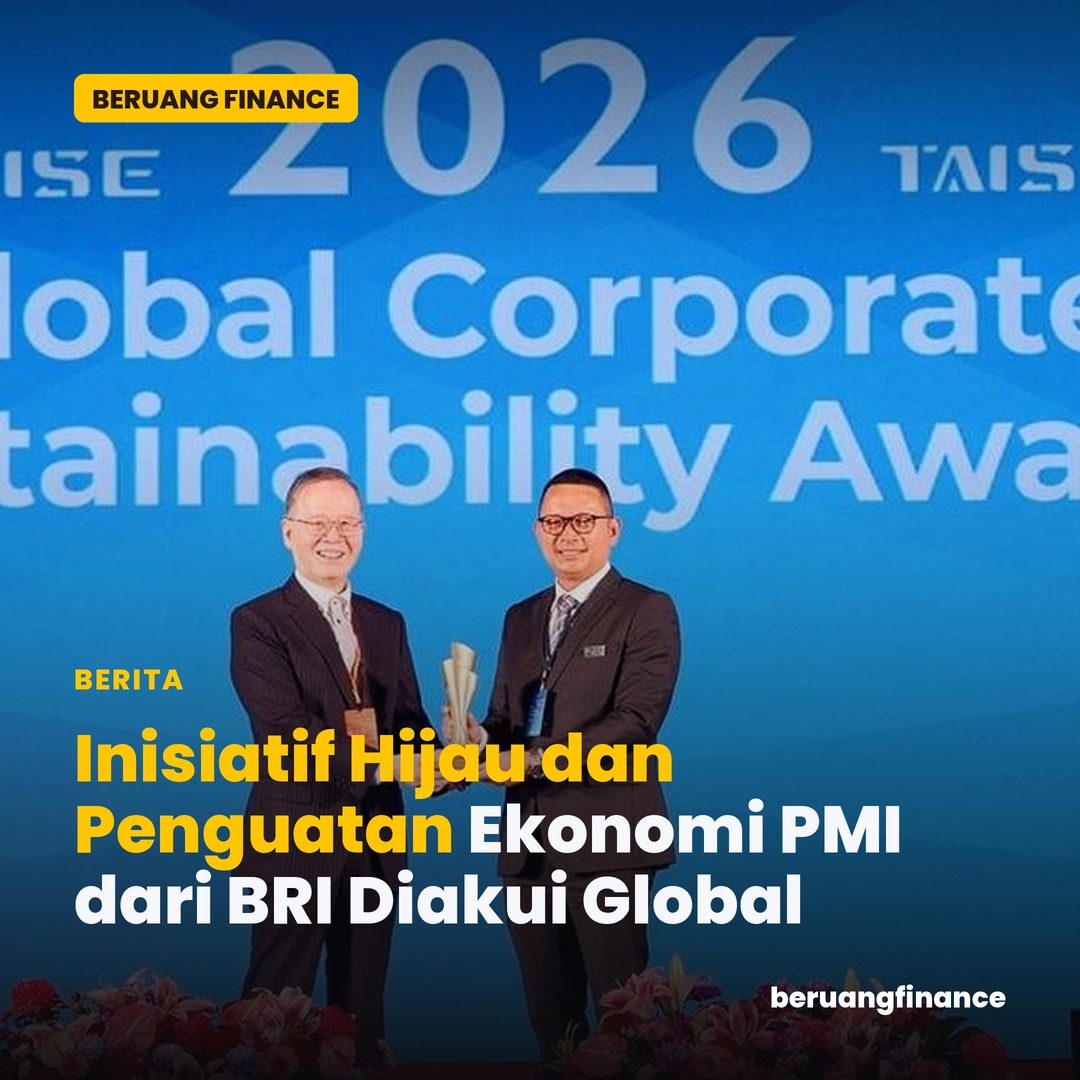 2026
BERUANG FINANCE
ISE
TAIS
lobal Corporate
tainability Awa
BERITA
Inisiatif Hijau dan
Penguatan Ekonomi PMI
dari BRI Diakui Global
beruangfinance